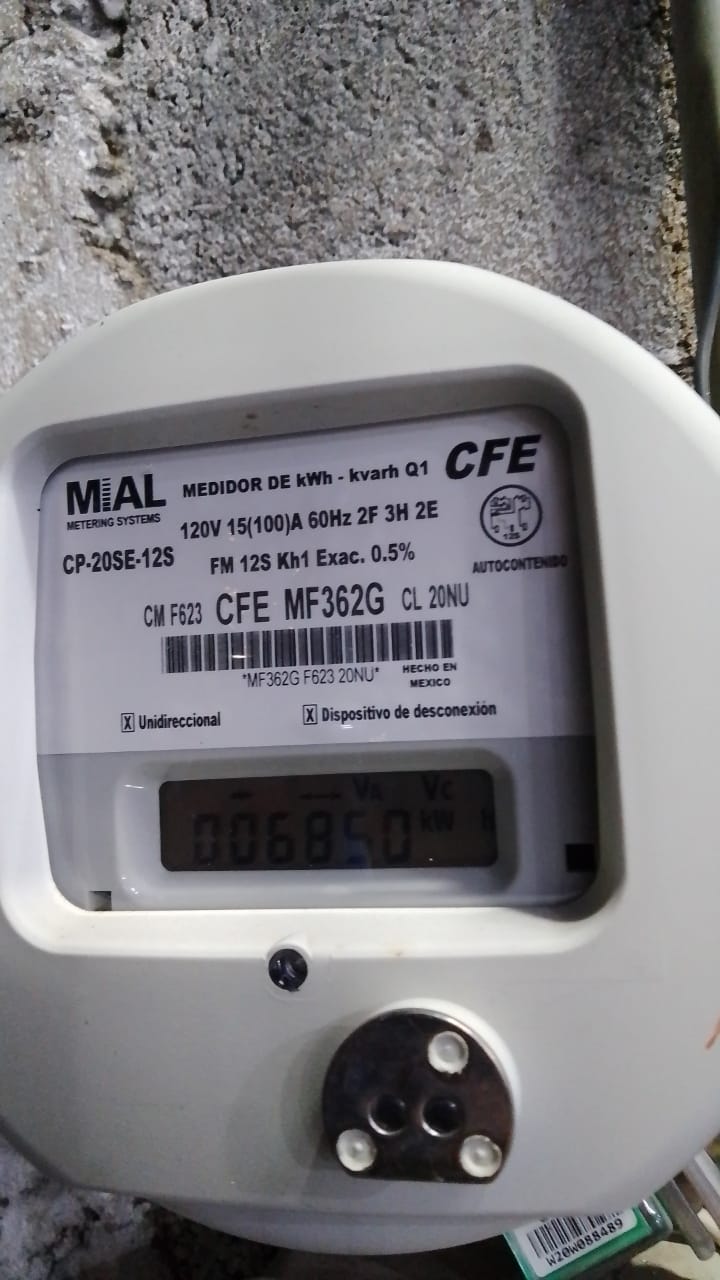 MIAL
METERING SYSTEMS
MEDIDOR DE kWh - kvarh Q1
CFE
120V 15(100)A 60Hz 2F 3H 2E
CP-20SE-12S
FM 12S Kh1 Exac. 0.5%
12S
AUTOCONTENIDO
CM F623 CFE MF362G CL 20NU
*MF362G F623 20NU*
HECHO EN
MEXICO
X Unidireccional
X Dispositivo de desconexión
VA VC
006850 kW h
W20W088489